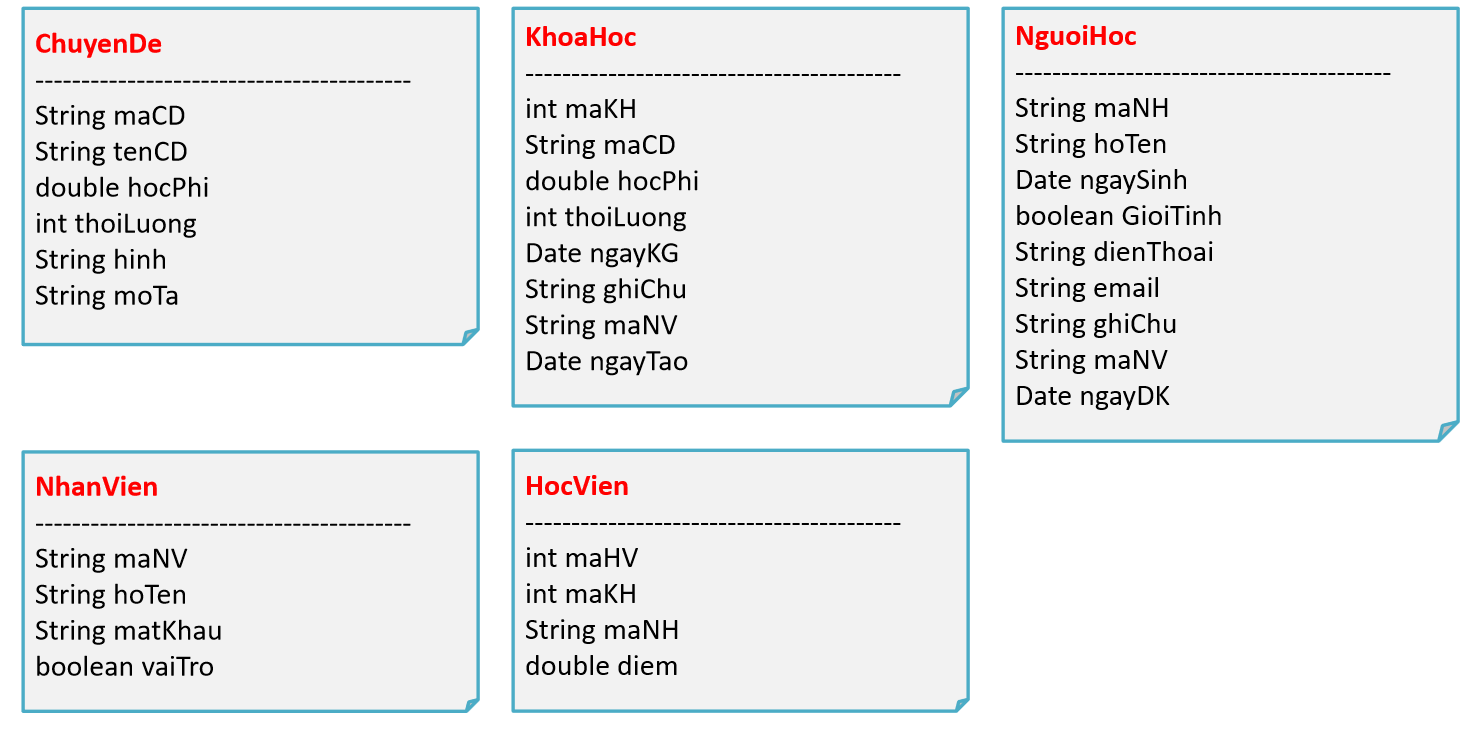 ChuyenDe
-----------------------------------------
String maCD
String tenCD
double hocPhi
int thoiLuong
String hinh
String moTa
KhoaHoc
-----------------------------------------
int maKH
String maCD
double hocPhi
int thoiLuong
Date ngayKG
String ghiChu
String maNV
Date ngayTao
NguoiHoc
-----------------------------------------
String maNH
String hoTen
Date ngaySinh
boolean GioiTinh
String dienThoai
String email
String ghiChu
String maNV
Date ngayDK
NhanVien
-----------------------------------------
String maNV
String hoTen
String matKhau
boolean vaiTro
HocVien
-----------------------------------------
int maHV
int maKH
String maNH
double diem